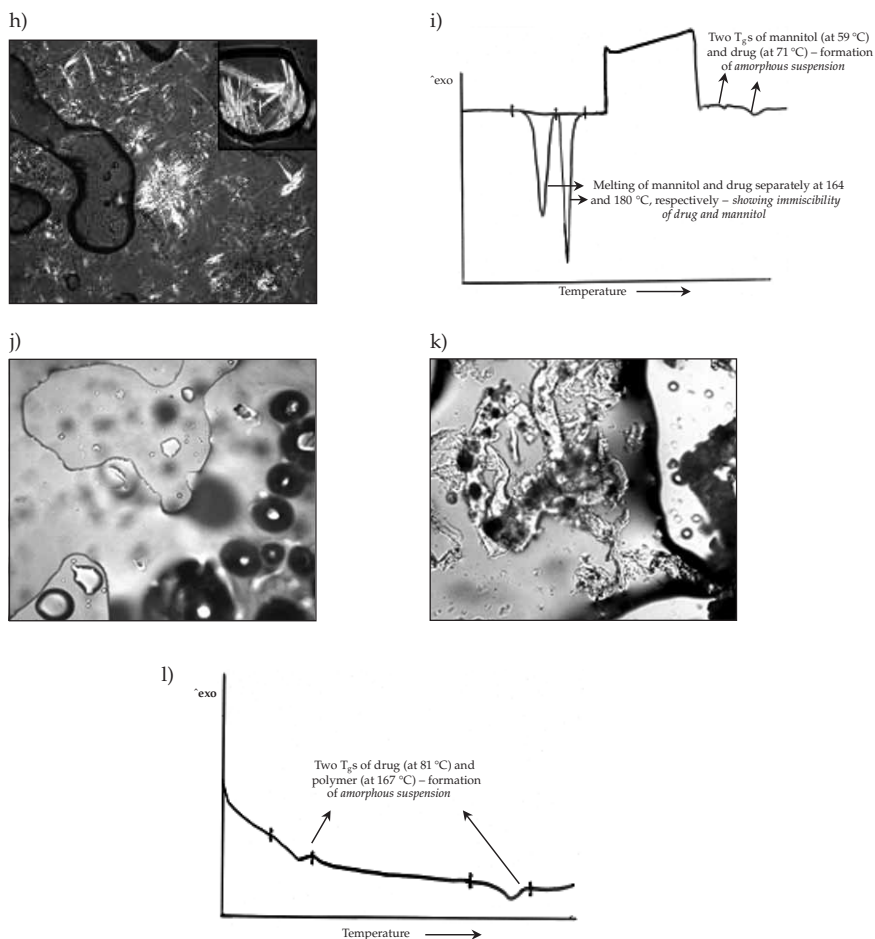 h)
i)
Two Tgs of mannitol (at 59 °C)
and drug (at 71 °C) – formation
of amorphous suspension
ˆexo
Melting of mannitol and drug separately at 164
and 180 °C, respectively – showing immiscibility
of drug and mannitol
Temperature
j)
k)
l)
ˆexo
Two Tgs of drug (at 81 °C) and
polymer (at 167 °C) – formation
of amorphous suspension
Temperature